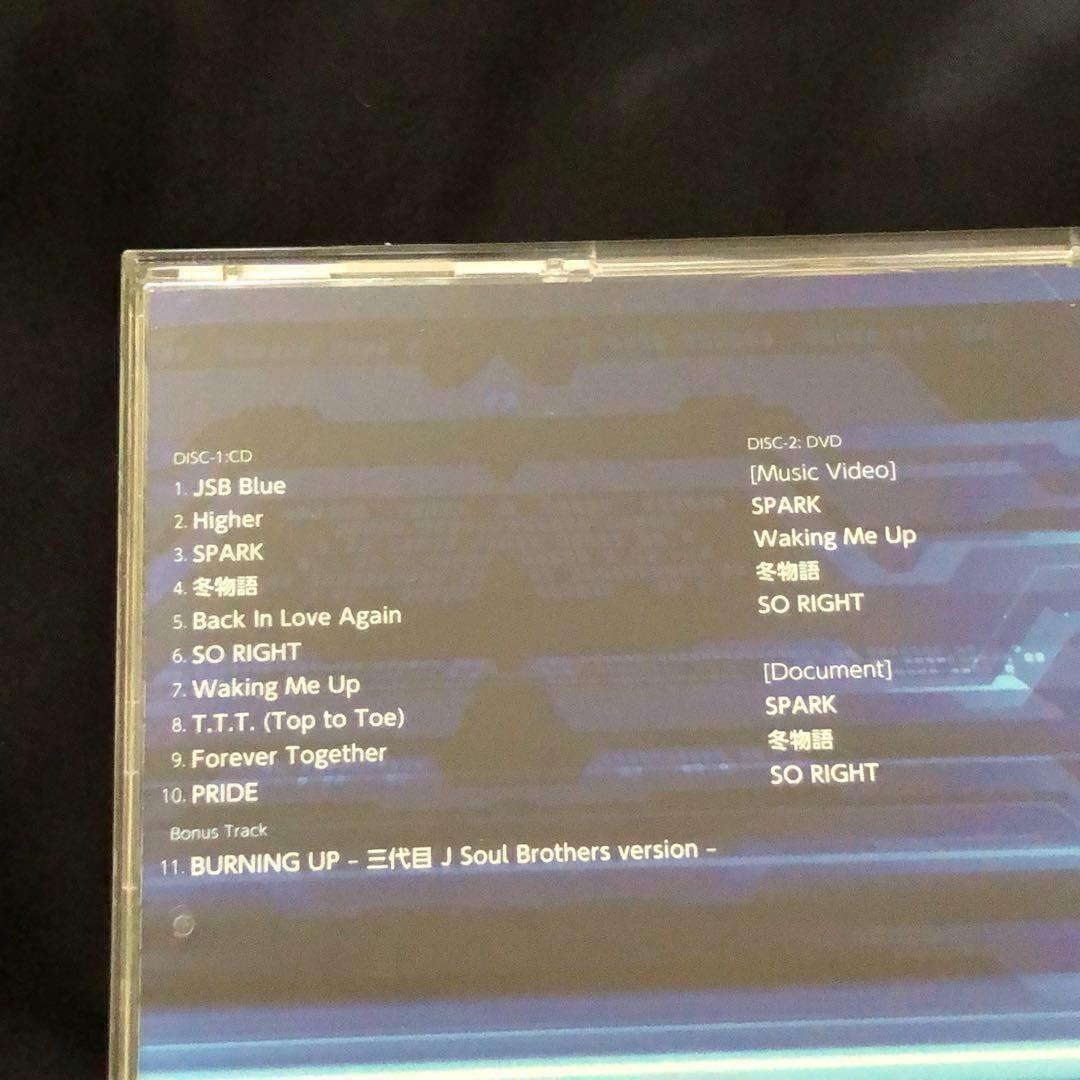 DISC-1:CD
1. JSB Blue
2. Higher
3. SPARK
4. 冬物語
5. Back In Love Again
6. SO RIGHT
7. Waking Me Up
8. T.T.T. (Top to Toe)
9. Forever Together
10. PRIDE
Bonus Track
11. BURNING UP – 三代目 J Soul Brothers version –
DISC-2: DVD
[Music Video]
SPARK
Waking Me Up
冬物語
SO RIGHT
[Document]
SPARK
冬物語
SO RIGHT